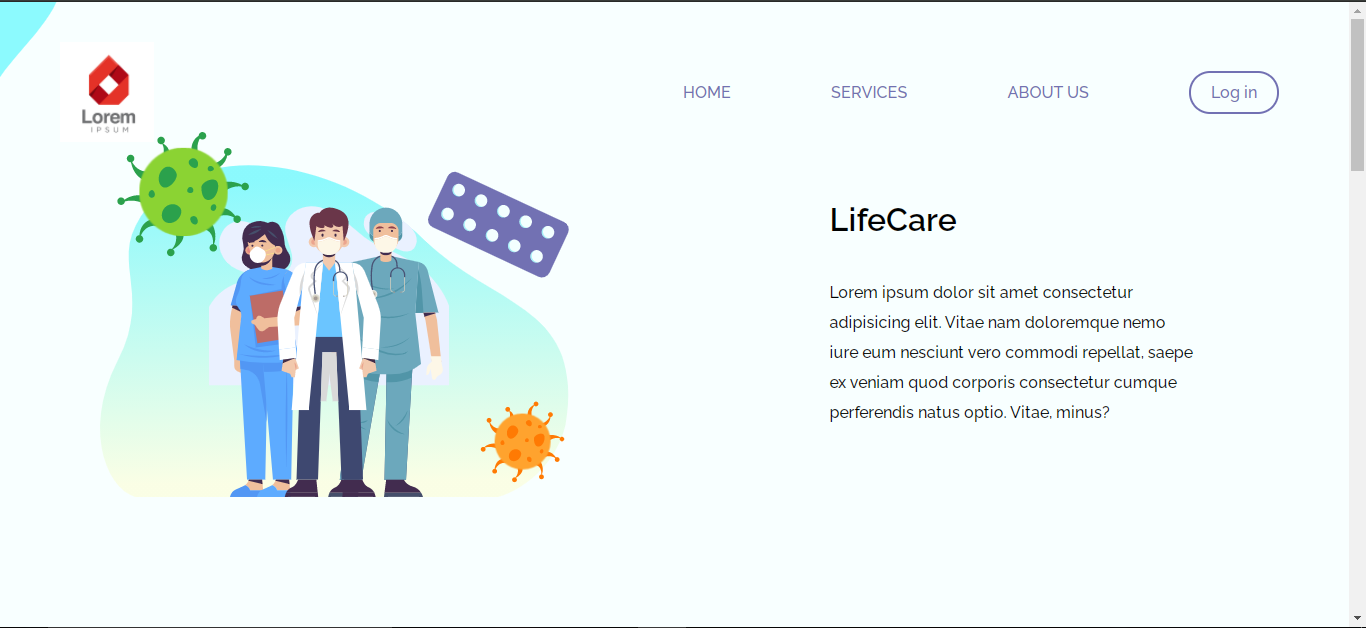 Lorem
IPSUM
HOME
SERVICES
ABOUT US
Log in
LifeCare
Lorem ipsum dolor sit amet consectetur
adipisicing elit. Vitae nam doloremque nemo
iure eum nesciunt vero commodi repellat, saepe
ex veniam quod corporis consectetur cumque
perferendis natus optio. Vitae, minus?